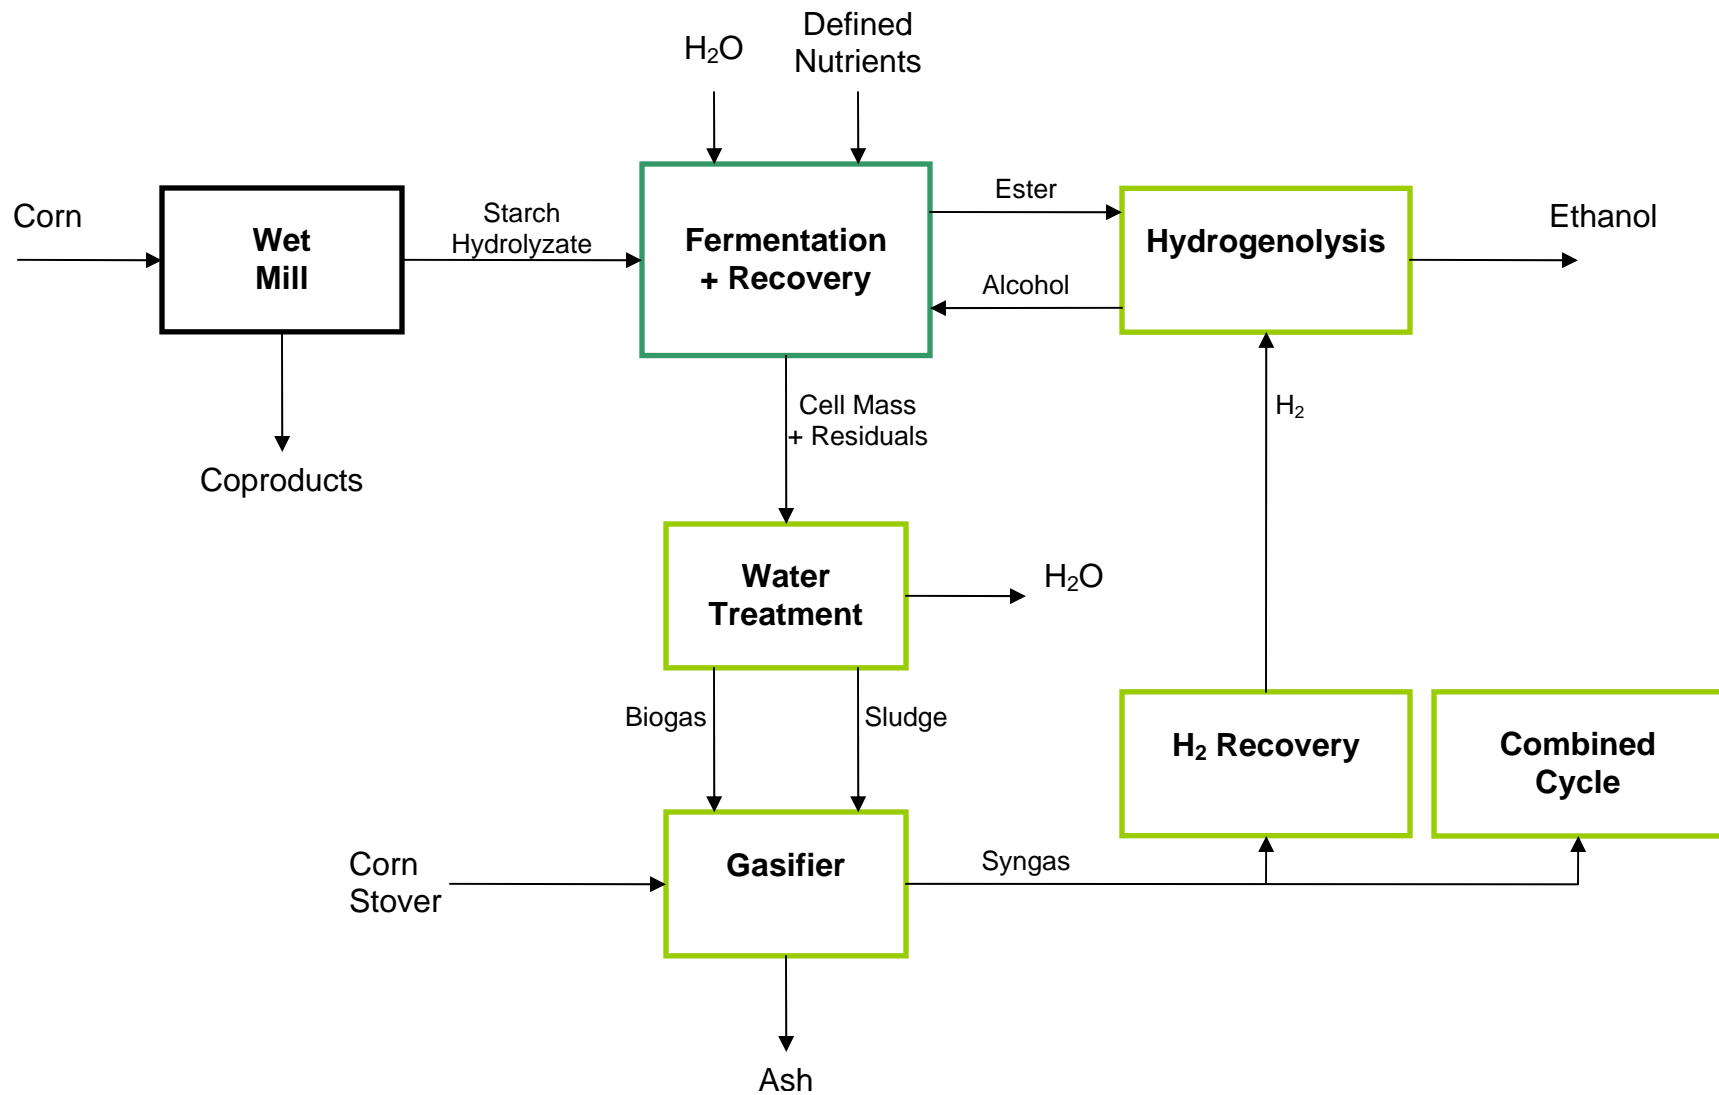 H₂O
Defined
Nutrients
Corn
Wet
Mill
Starch
Hydrolyzate
Fermentation
+ Recovery
Ester
Alcohol
Hydrogenolysis
Ethanol
Coproducts
Cell Mass
+ Residuals
H₂
Water
Treatment
H₂O
Biogas
Sludge
H₂ Recovery
Combined
Cycle
Corn
Stover
Gasifier
Syngas
Ash